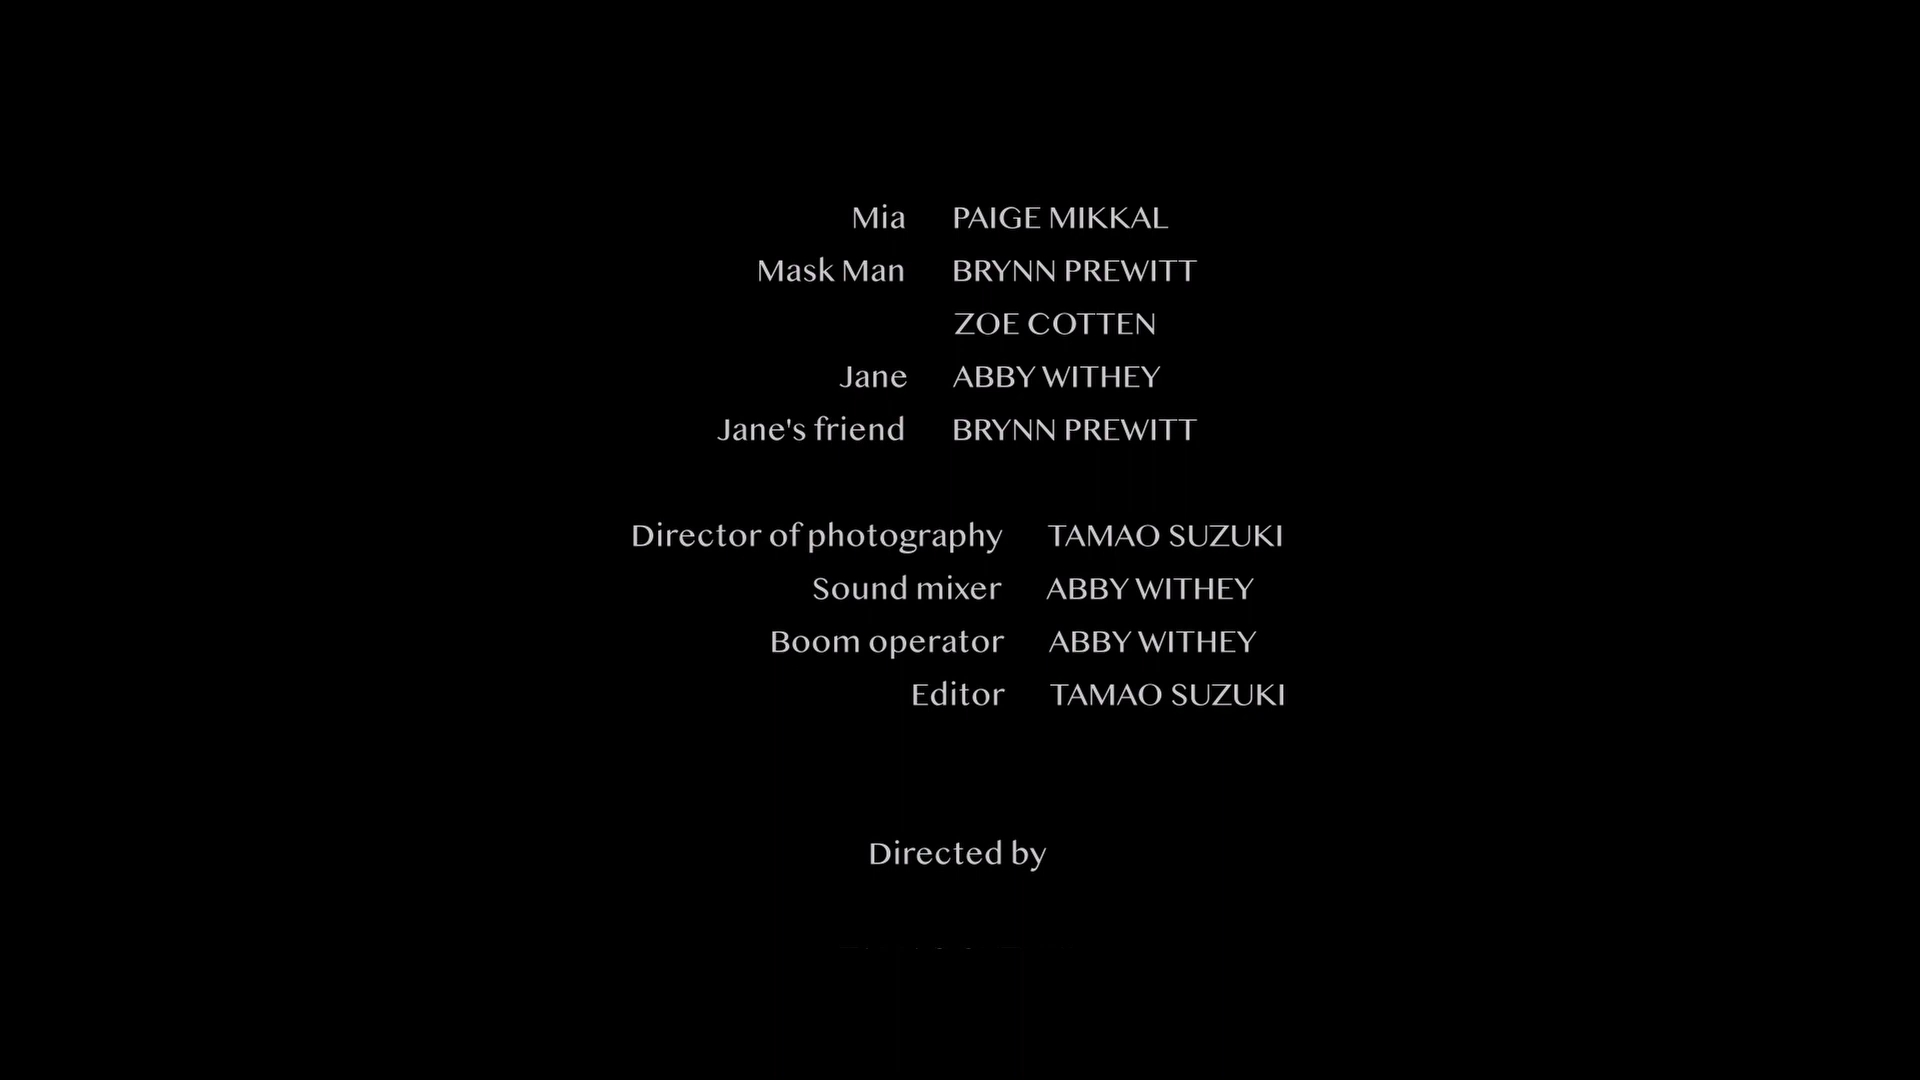 Mia PAIGE MIKKAL
Mask Man BRYNN PREWITT
ZOE COTTEN
Jane ABBY WITHEY
Jane's friend BRYNN PREWITT
Director of photography TAMAO SUZUKI
Sound mixer ABBY WITHEY
Boom operator ABBY WITHEY
Editor TAMAO SUZUKI
Directed by